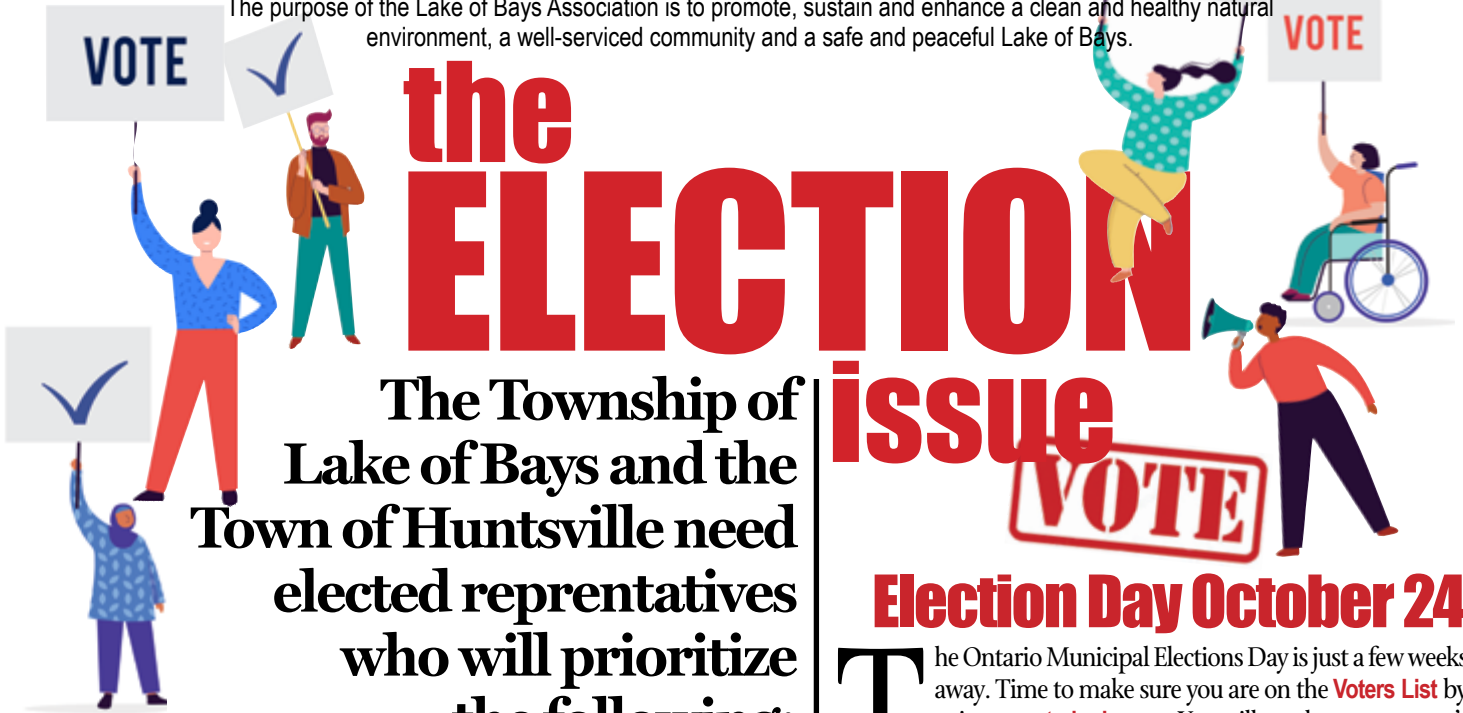 The purpose of the Lake of Bays Association is to promote, sustain and enhance a clean and healthy natural
environment, a well-serviced community and a safe and peaceful Lake of Bays.
VOTE
VOTE
the
ELECTION
issue
VOTE
The Township of
Lake of Bays and the
Town of Huntsville need
elected reprentatives
who will prioritize
the following:
Election Day October 24
The Ontario Municipal Elections Day is just a few weeks
away. Time to make sure you are on the Voters List by